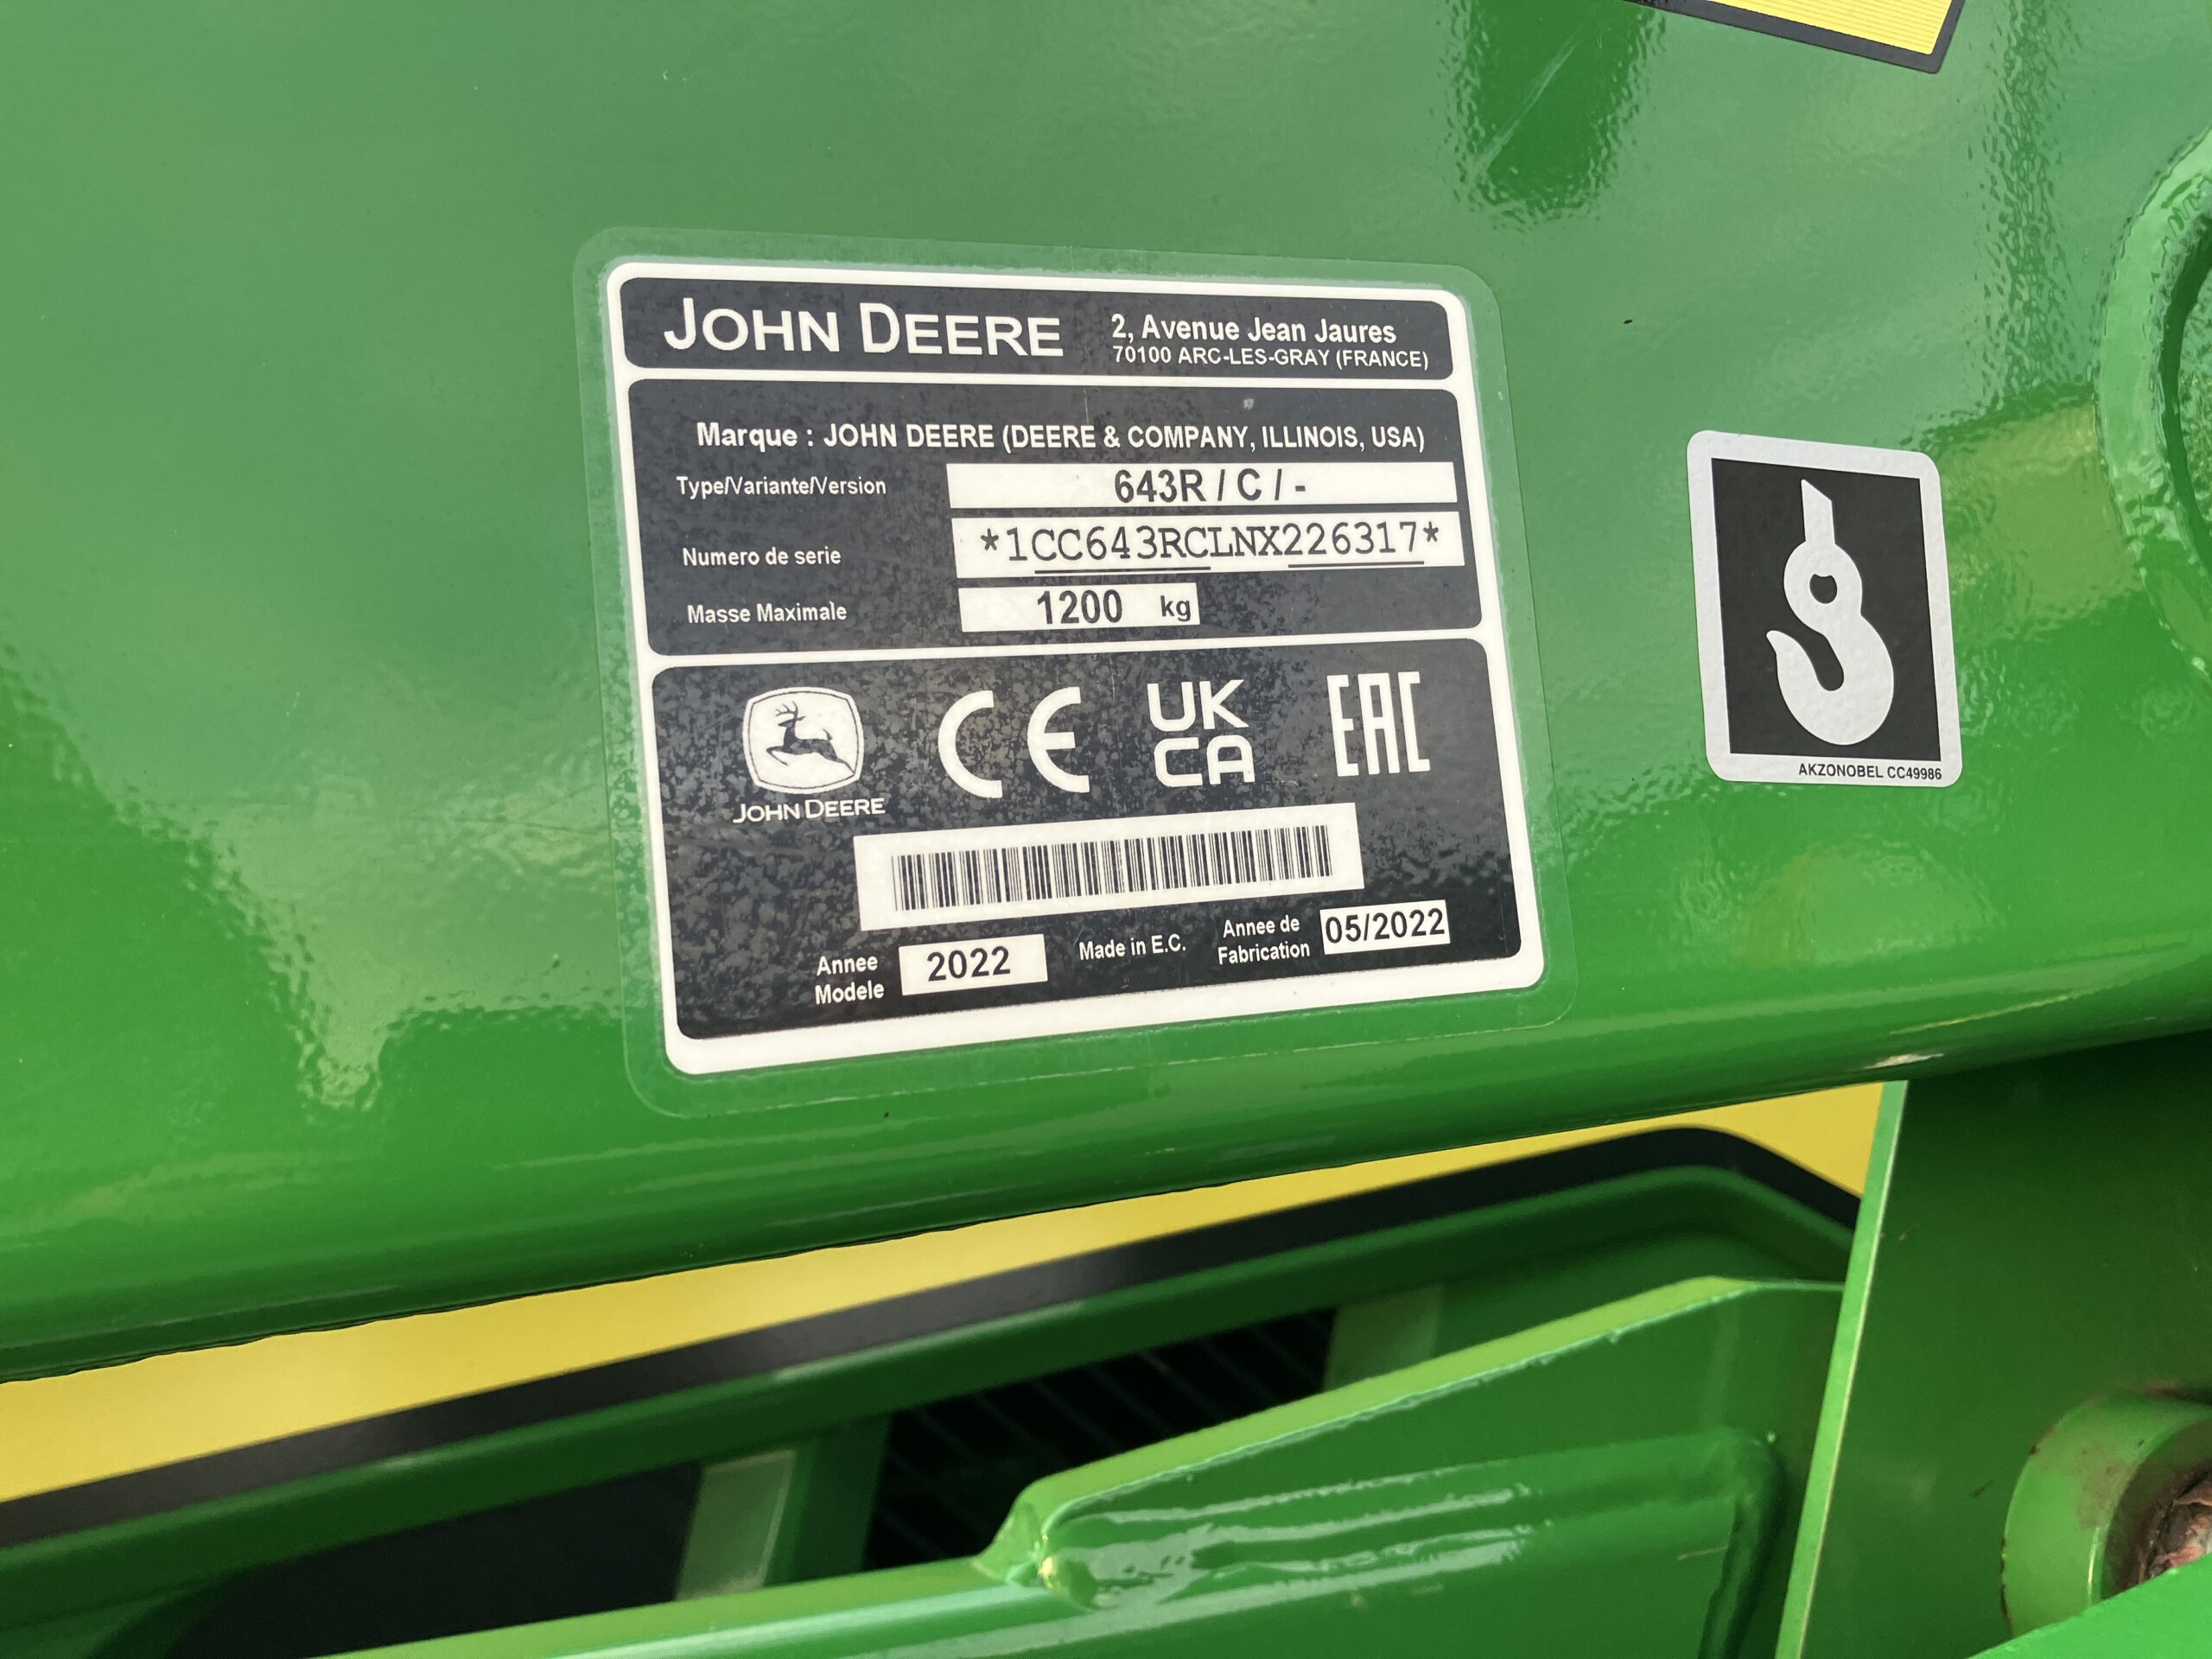 JOHN DEERE
2, Avenue Jean Jaures
70100 ARC-LES-GRAY (FRANCE)
Marque : JOHN DEERE (DEERE & COMPANY, ILLINOIS, USA)
Type/Variante/Version 643R / C / -
Numero de serie *1CC643RCLNX226317*
Masse Maximale 1200 kg
JOHN DEERE
CE
UK
CA
EAC
Annee
Modele
2022
Made in E.C.
Annee de
Fabrication
05/2022
AKZONOBEL CC49986